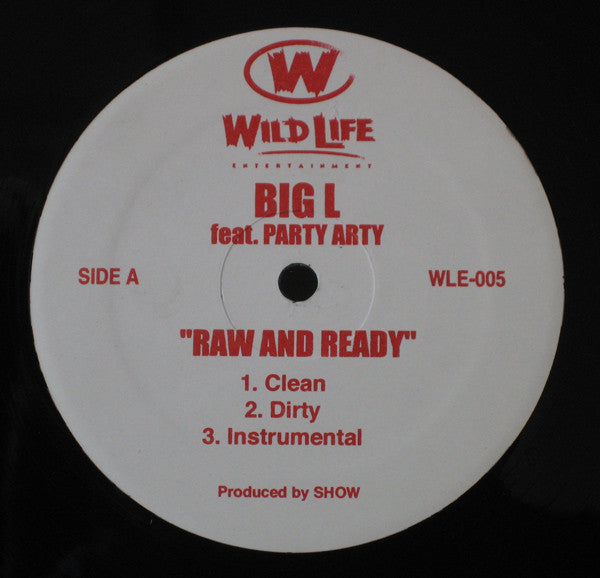 W
WILD LIFE
ENTERTAINMENT
BIG L
feat. PARTY ARTY
SIDE A
WLE-005
"RAW AND READY"
1. Clean
2. Dirty
3. Instrumental
Produced by SHOW